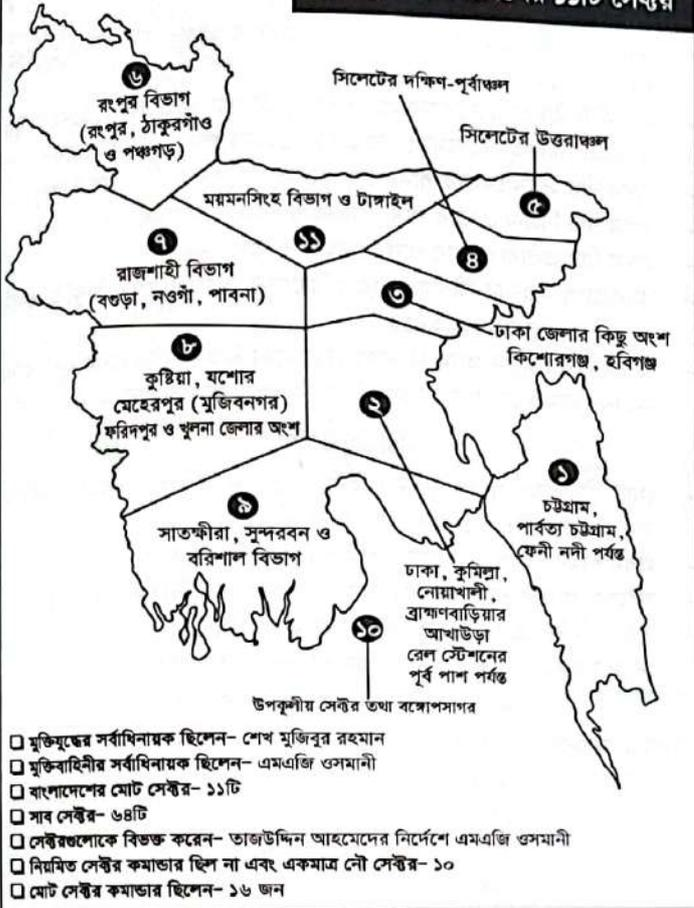 ১১টি সেক্টর
৬
রংপুর বিভাগ
(রংপুর, ঠাকুরগাঁও
ও পঞ্চগড়)
সিলেটের দক্ষিণ-পূর্বাঞ্চল
সিলেটের উত্তরাঞ্চল
৫
ময়মনসিংহ বিভাগ ও টাঙ্গাইল
১১
৪
৭
রাজশাহী বিভাগ
(বগুড়া, নওগাঁ, পাবনা)
৩
ঢাকা জেলার কিছু অংশ
কিশোরগঞ্জ, হবিগঞ্জ
৮
কুষ্টিয়া, যশোর
মেহেরপুর (মুজিবনগর)
ফরিদপুর ও খুলনা জেলার অংশ
২
১
চট্টগ্রাম,
পার্বত্য চট্টগ্রাম,
ফেনী নদী পর্যন্ত
৯
সাতক্ষীরা, সুন্দরবন ও
বরিশাল বিভাগ
ঢাকা, কুমিল্লা,
নোয়াখালী,
ব্রাহ্মণবাড়িয়ার
আখাউড়া
রেল স্টেশনের
পূর্ব পাশ পর্যন্ত
১০
উপকূলীয় সেক্টর তথা বঙ্গোপসাগর
❑ মুক্তিযুদ্ধের সর্বাধিনায়ক ছিলেন– শেখ মুজিবুর রহমান
❑ মুক্তিবাহিনীর সর্বাধিনায়ক ছিলেন– এমএজি ওসমানী
❑ বাংলাদেশের মোট সেক্টর– ১১টি
❑ সাব সেক্টর– ৬৪টি
❑ সেক্টরগুলোকে বিভক্ত করেন– তাজউদ্দিন আহমেদের নির্দেশে এমএজি ওসমানী
❑ নিয়মিত সেক্টর কমান্ডার ছিল না এবং একমাত্র নৌ সেক্টর– ১০
❑ মোট সেক্টর কমান্ডার ছিলেন– ১৬ জন